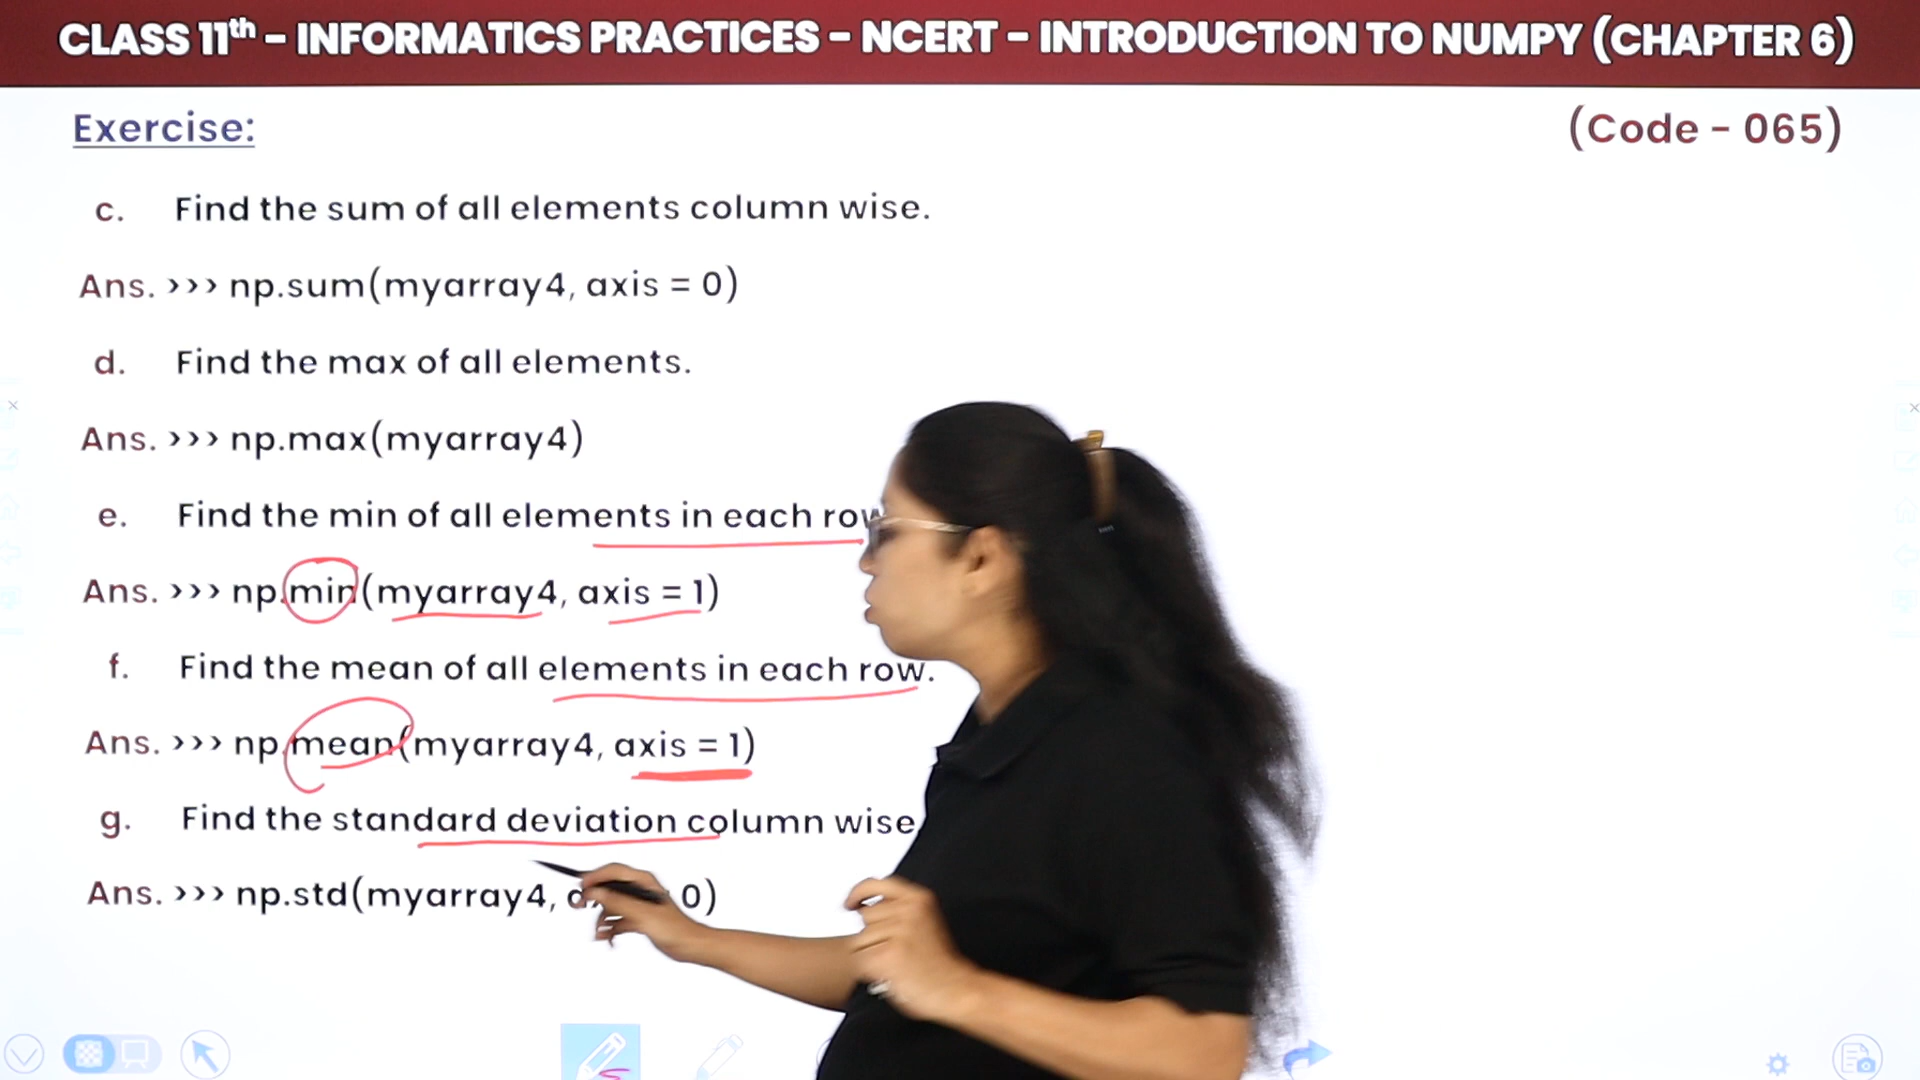 CLASS 11th - INFORMATICS PRACTICES - NCERT - INTRODUCTION TO NUMPY (CHAPTER 6)
Exercise:
(Code - 065)
c. Find the sum of all elements column wise.
Ans. >>> np.sum(myarray4, axis = 0)
d. Find the max of all elements.
Ans. >>> np.max(myarray4)
e. Find the min of all elements in each row
Ans. >>> np.min(myarray4, axis = 1)
f. Find the mean of all elements in each row.
Ans. >>> np.mean(myarray4, axis = 1)
g. Find the standard deviation column wise.
Ans. >>> np.std(myarray4, 0)